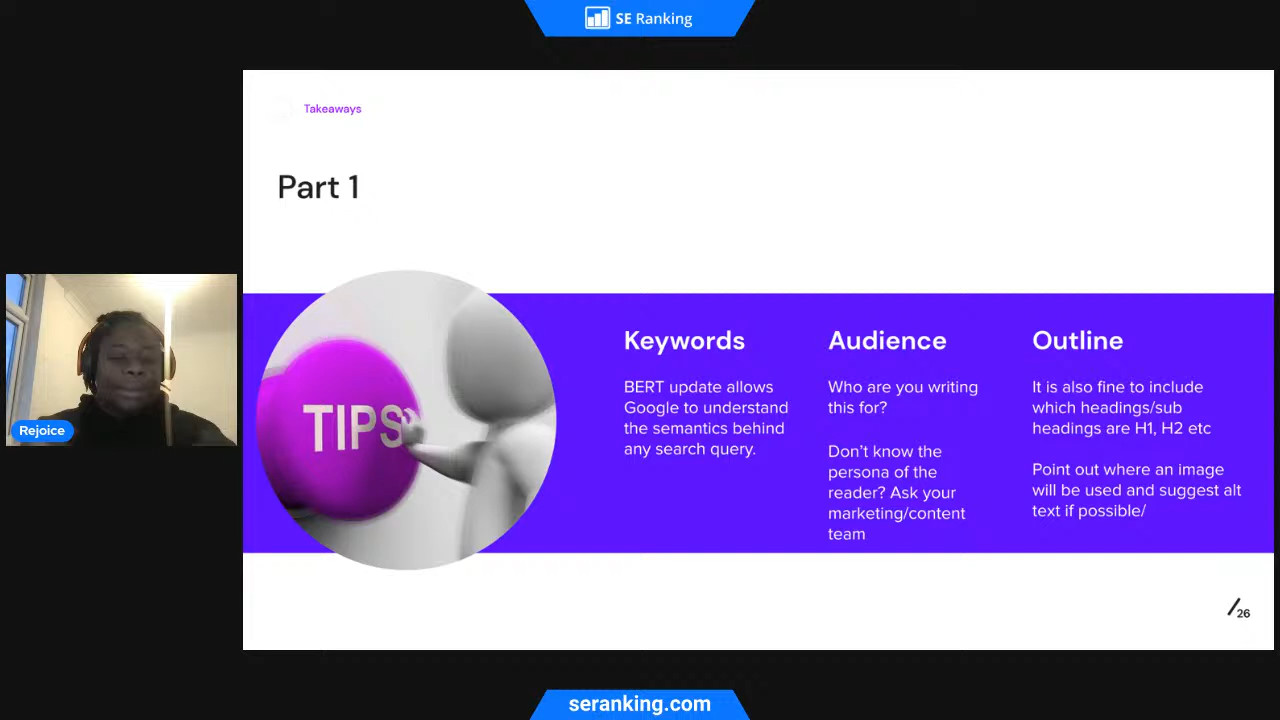 SE Ranking
Takeaways
Part 1
TIPS
Keywords
BERT update allows
Google to understand
the semantics behind
any search query.
Audience
Who are you writing
this for?
Don't know the
persona of the
reader? Ask your
marketing/content
team
Outline
It is also fine to include
which headings/sub
headings are H1, H2 etc
Point out where an image
will be used and suggest alt
text if possible/
Rejoice
/26
seranking.com